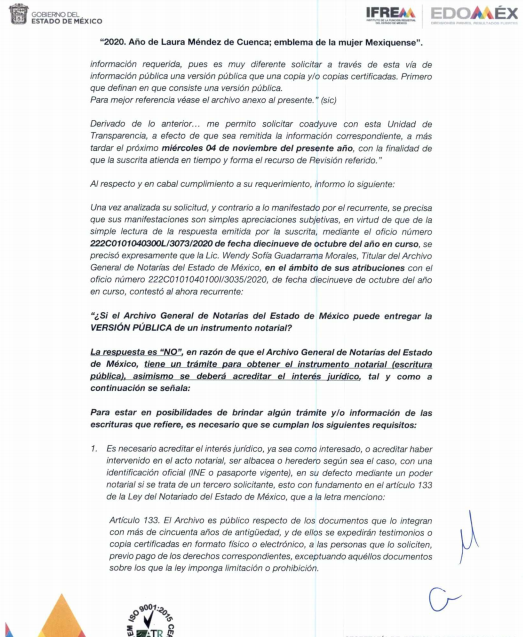 GOBIERNO DEL
ESTADO DE MÉXICO
IFREM
EDOMÉX
"2020. Año de Laura Méndez de Cuenca; emblema de la mujer Mexiquense".
información requerida, pues es muy diferente solicitar a través de esta vía de
información pública una versión pública que una copia y/o copias certificadas. Primero
que definan en que consiste una versión pública.
Para mejor referencia véase el archivo anexo al presente." (sic)
Derivado de lo anterior... me permito solicitar coadyuve con esta Unidad de
Transparencia, a efecto de que sea remitida la información correspondiente, a más
tardar el próximo miércoles 04 de noviembre del presente año, con la finalidad de
que la suscrita atienda en tiempo y forma el recurso de Revisión referido."
Al respecto y en cabal cumplimiento a su requerimiento, informo lo siguiente:
Una vez analizada su solicitud, y contrario a lo manifestado por el recurrente, se precisa
que sus manifestaciones son simples apreciaciones subjetivas, en virtud de que de la
simple lectura de la respuesta emitida por la suscrita, mediante el oficio número
222C0101040300L/3073/2020 de fecha diecinueve de octubre del año en curso, se
precisó expresamente que la Lic. Wendy Sofía Guadarrama Morales, Titular del Archivo
General de Notarías del Estado de México, en el ámbito de sus atribuciones con el
oficio número 222C0101040100I/3035/2020, de fecha diecinueve de octubre del año
en curso, contestó al ahora recurrente:
"¿Si el Archivo General de Notarías del Estado de México puede entregar la
VERSIÓN PÚBLICA de un instrumento notarial?
La respuesta es "NO", en razón de que el Archivo General de Notarías del Estado
de México, tiene un trámite para obtener el instrumento notarial (escritura
pública), asimismo se deberá acreditar el interés jurídico, tal y como a
continuación se señala:
Para estar en posibilidades de brindar algún trámite y/o información de las
escrituras que refiere, es necesario que se cumplan los siguientes requisitos:
1. Es necesario acreditar el interés jurídico, ya sea como interesado, o acreditar haber
intervenido en el acto notarial, ser albacea o heredero según sea el caso, con una
identificación oficial (INE o pasaporte vigente), en su defecto mediante un poder
notarial si se trata de un tercero solicitante, esto con fundamento en el artículo 133
de la Ley del Notariado del Estado de México, que a la letra menciono:
Artículo 133. El Archivo es público respecto de los documentos que lo integran
con más de cincuenta años de antigüedad, y de ellos se expedirán testimonios o
copia certificadas en formato físico o electrónico, a las personas que lo soliciten,
previo pago de los derechos correspondientes, exceptuando aquéllos documentos
sobre los que la ley imponga limitación o prohibición.
ISO 9001:2015